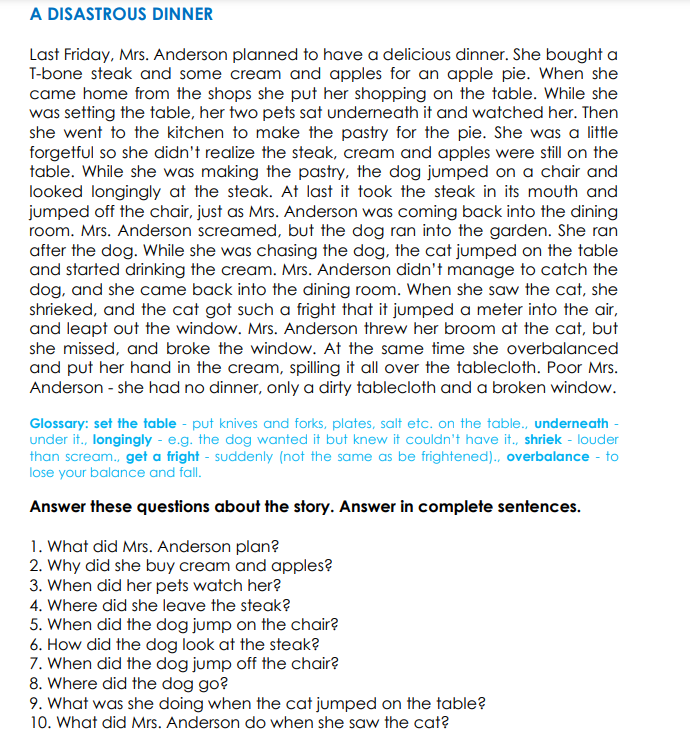 A DISASTROUS DINNER
Last Friday, Mrs. Anderson planned to have a delicious dinner. She bought a
T-bone steak and some cream and apples for an apple pie. When she
came home from the shops she put her shopping on the table. While she
was setting the table, her two pets sat underneath it and watched her. Then
she went to the kitchen to make the pastry for the pie. She was a little
forgetful so she didn't realize the steak, cream and apples were still on the
table. While she was making the pastry, the dog jumped on a chair and
looked longingly at the steak. At last it took the steak in its mouth and
jumped off the chair, just as Mrs. Anderson was coming back into the dining
room. Mrs. Anderson screamed, but the dog ran into the garden. She ran
after the dog. While she was chasing the dog, the cat jumped on the table
and started drinking the cream. Mrs. Anderson didn't manage to catch the
dog, and she came back into the dining room. When she saw the cat, she
shrieked, and the cat got such a fright that it jumped a meter into the air,
and leapt out the window. Mrs. Anderson threw her broom at the cat, but
she missed, and broke the window. At the same time she overbalanced
and put her hand in the cream, spilling it all over the tablecloth. Poor Mrs.
Anderson - she had no dinner, only a dirty tablecloth and a broken window.
Glossary: set the table - put knives and forks, plates, salt etc. on the table., underneath -
under it., longingly - e.g. the dog wanted it but knew it couldn't have it., shriek - louder
than scream., get a fright - suddenly (not the same as be frightened)., overbalance - to
lose your balance and fall.
Answer these questions about the story. Answer in complete sentences.
1. What did Mrs. Anderson plan?
2. Why did she buy cream and apples?
3. When did her pets watch her?
4. Where did she leave the steak?
5. When did the dog jump on the chair?
6. How did the dog look at the steak?
7. When did the dog jump off the chair?
8. Where did the dog go?
9. What was she doing when the cat jumped on the table?
10. What did Mrs. Anderson do when she saw the cat?